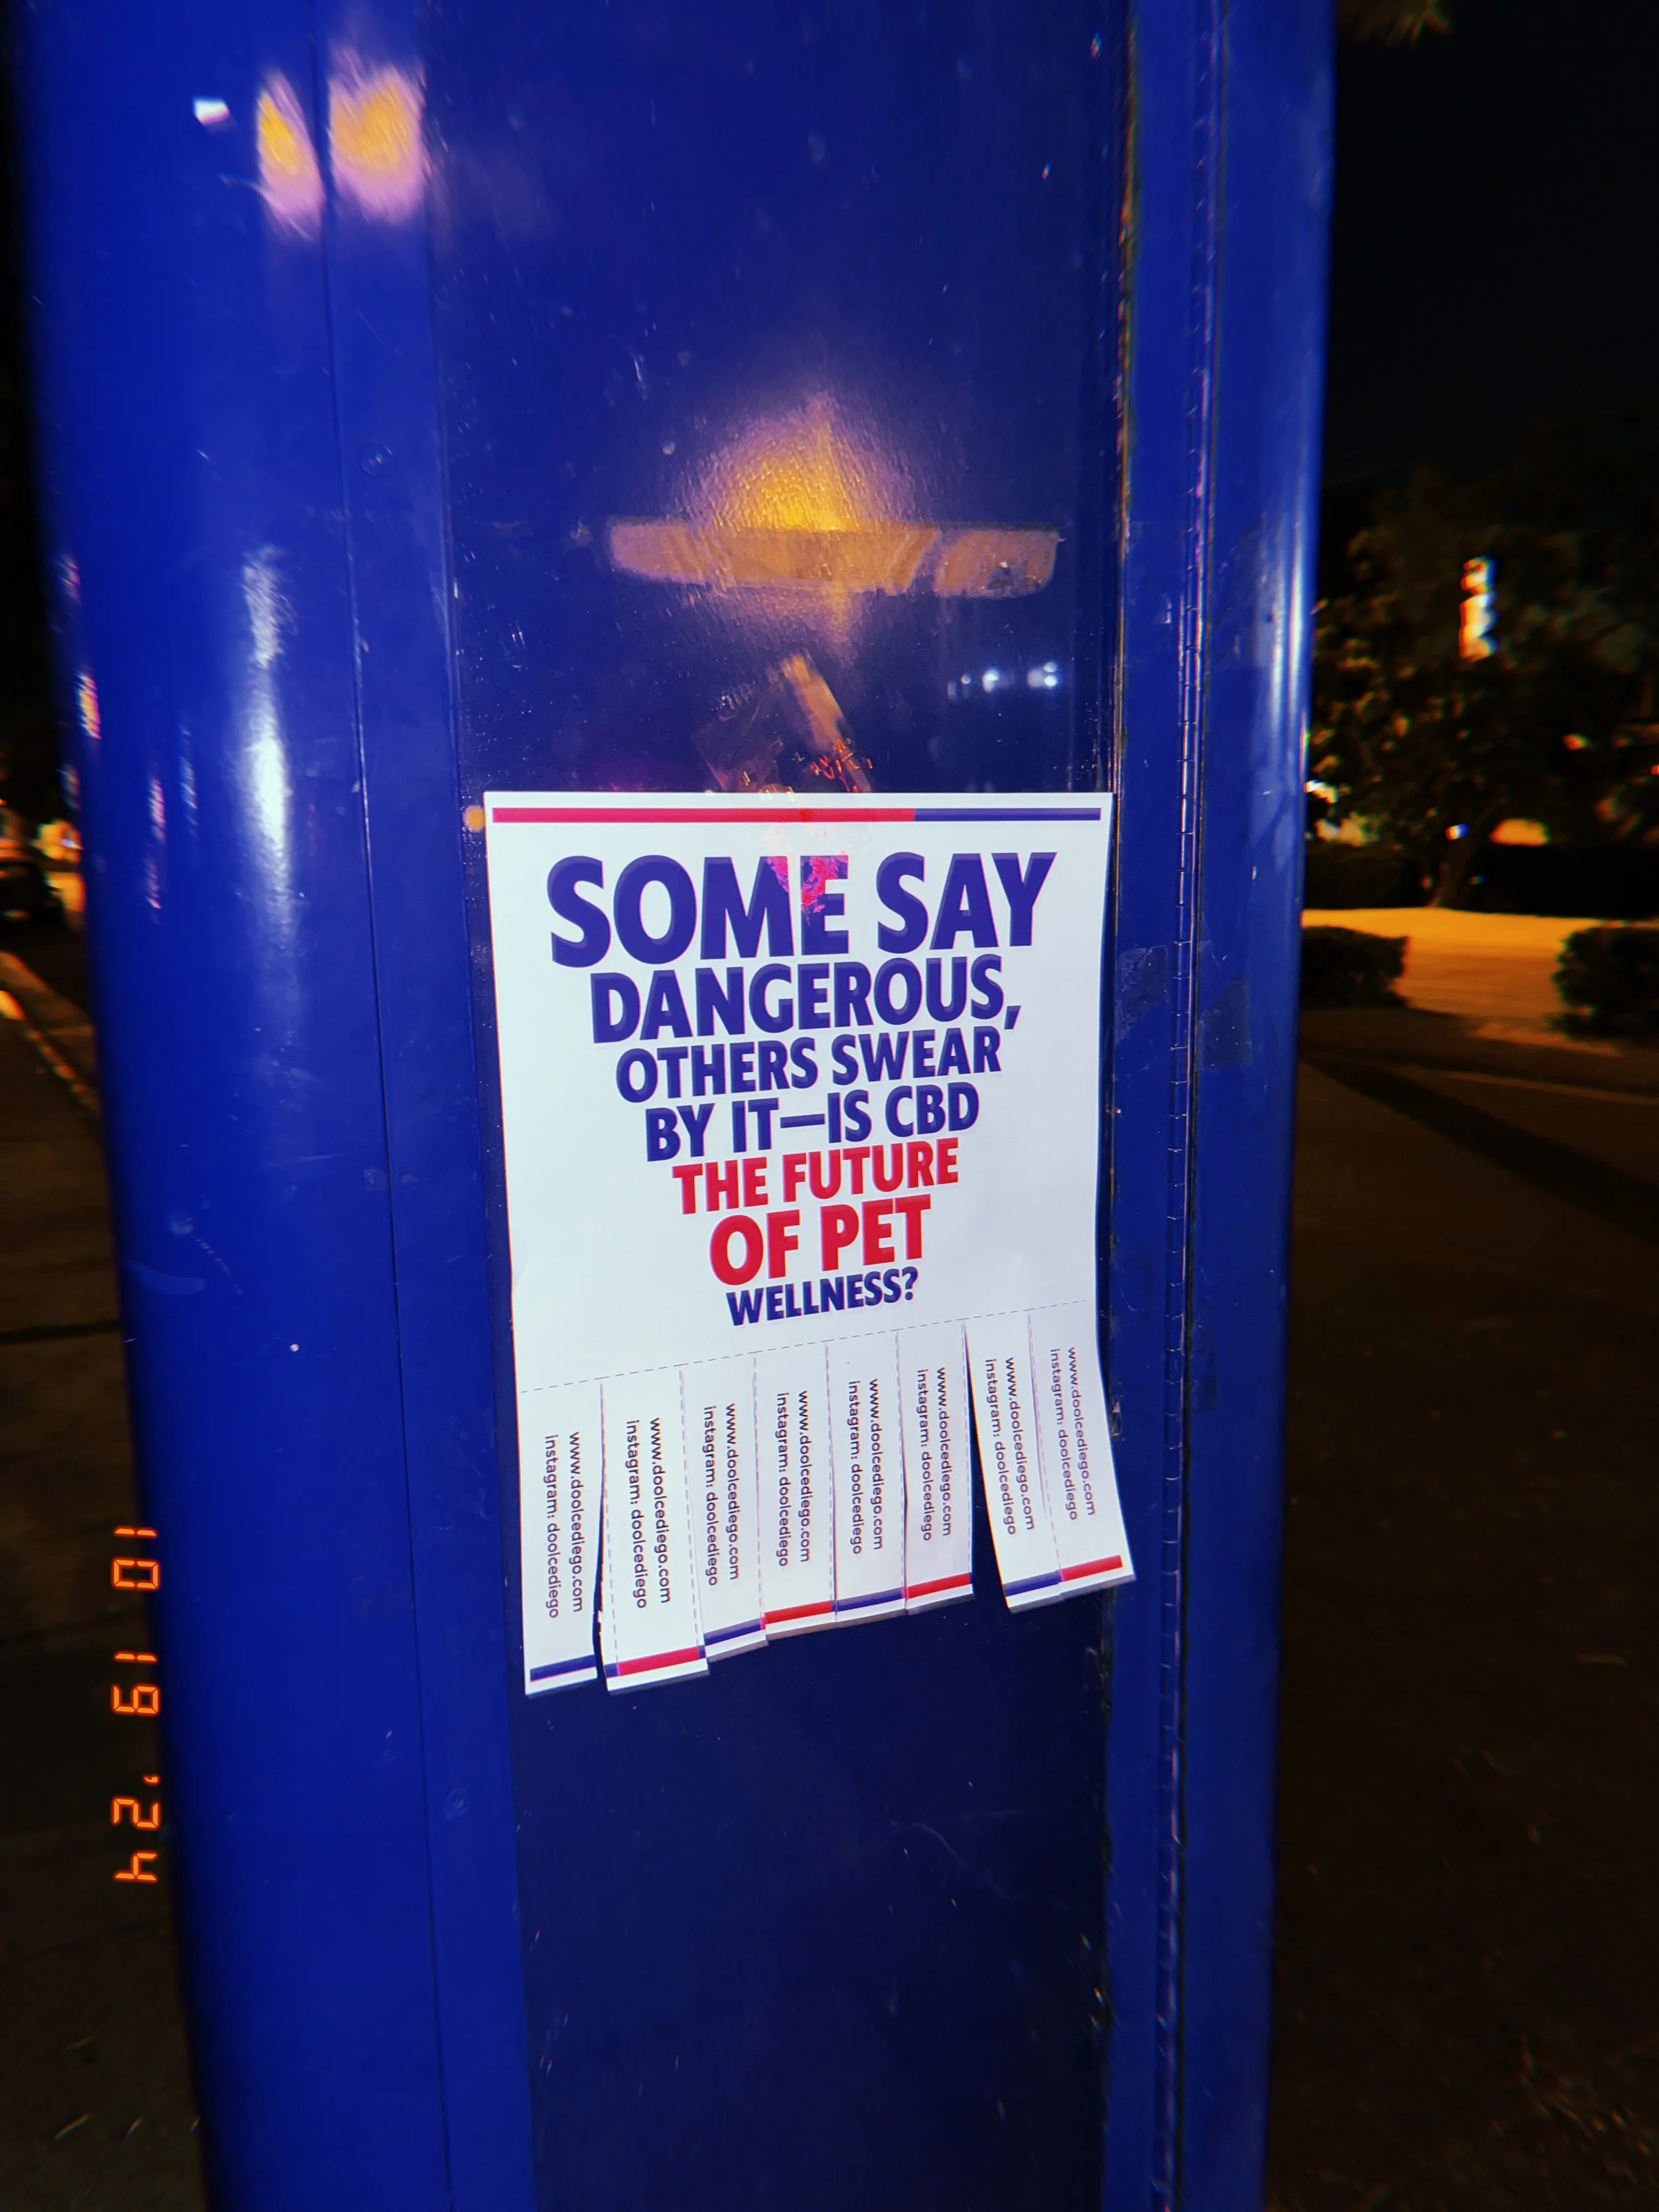 SOME SAY
DANGEROUS,
OTHERS SWEAR
BY IT—IS CBD
THE FUTURE
OF PET
WELLNESS?
www.doolcediego.com
instagram: doolcediego
www.doolcediego.com
instagram: doolcediego
www.doolcediego.com
instagram: doolcediego
www.doolcediego.com
instagram: doolcediego
www.doolcediego.com
instagram: doolcediego
www.doolcediego.com
instagram: doolcediego
www.doolcediego.com
instagram: doolcediego
www.doolcediego.com
instagram: doolcediego
10 19 '24